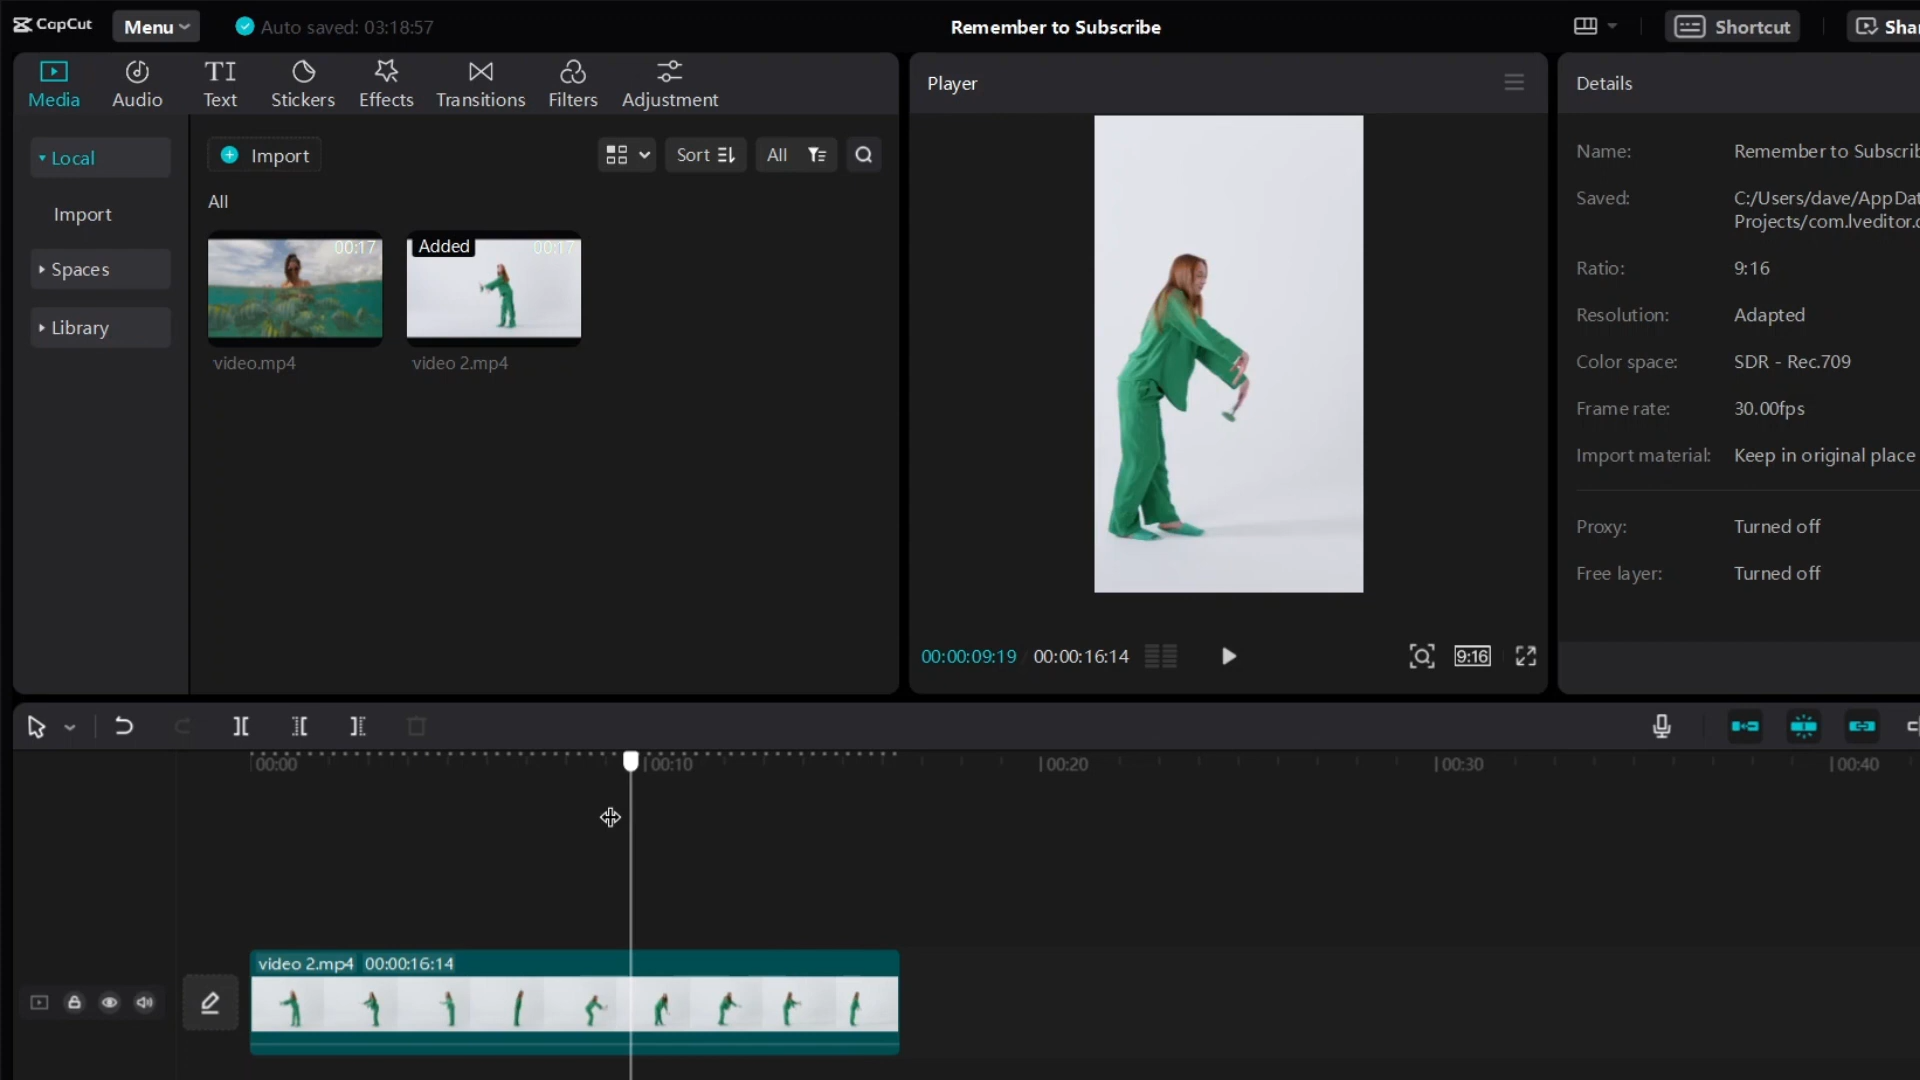 CapCut
Menu
Auto saved: 03:18:57
Remember to Subscribe
Shortcut
Media
Audio
TI
Text
Stickers
Effects
Transitions
Filters
Adjustment
Local
Import
Spaces
Library
Import
Sort
All
All
00:17
video.mp4
Added
00:17
video 2.mp4
Player
00:00:09:19
00:00:16:14
9:16
Details
Name:
Remember to Subscrib
Saved:
C:/Users/dave/AppDat
Projects/com.lveditor.
Ratio:
9:16
Resolution:
Adapted
Color space:
SDR - Rec.709
Frame rate:
30.00fps
Import material:
Keep in original place
Proxy:
Turned off
Free layer:
Turned off
00:00
00:10
00:20
00:30
00:40
video 2.mp4 00:00:16:14